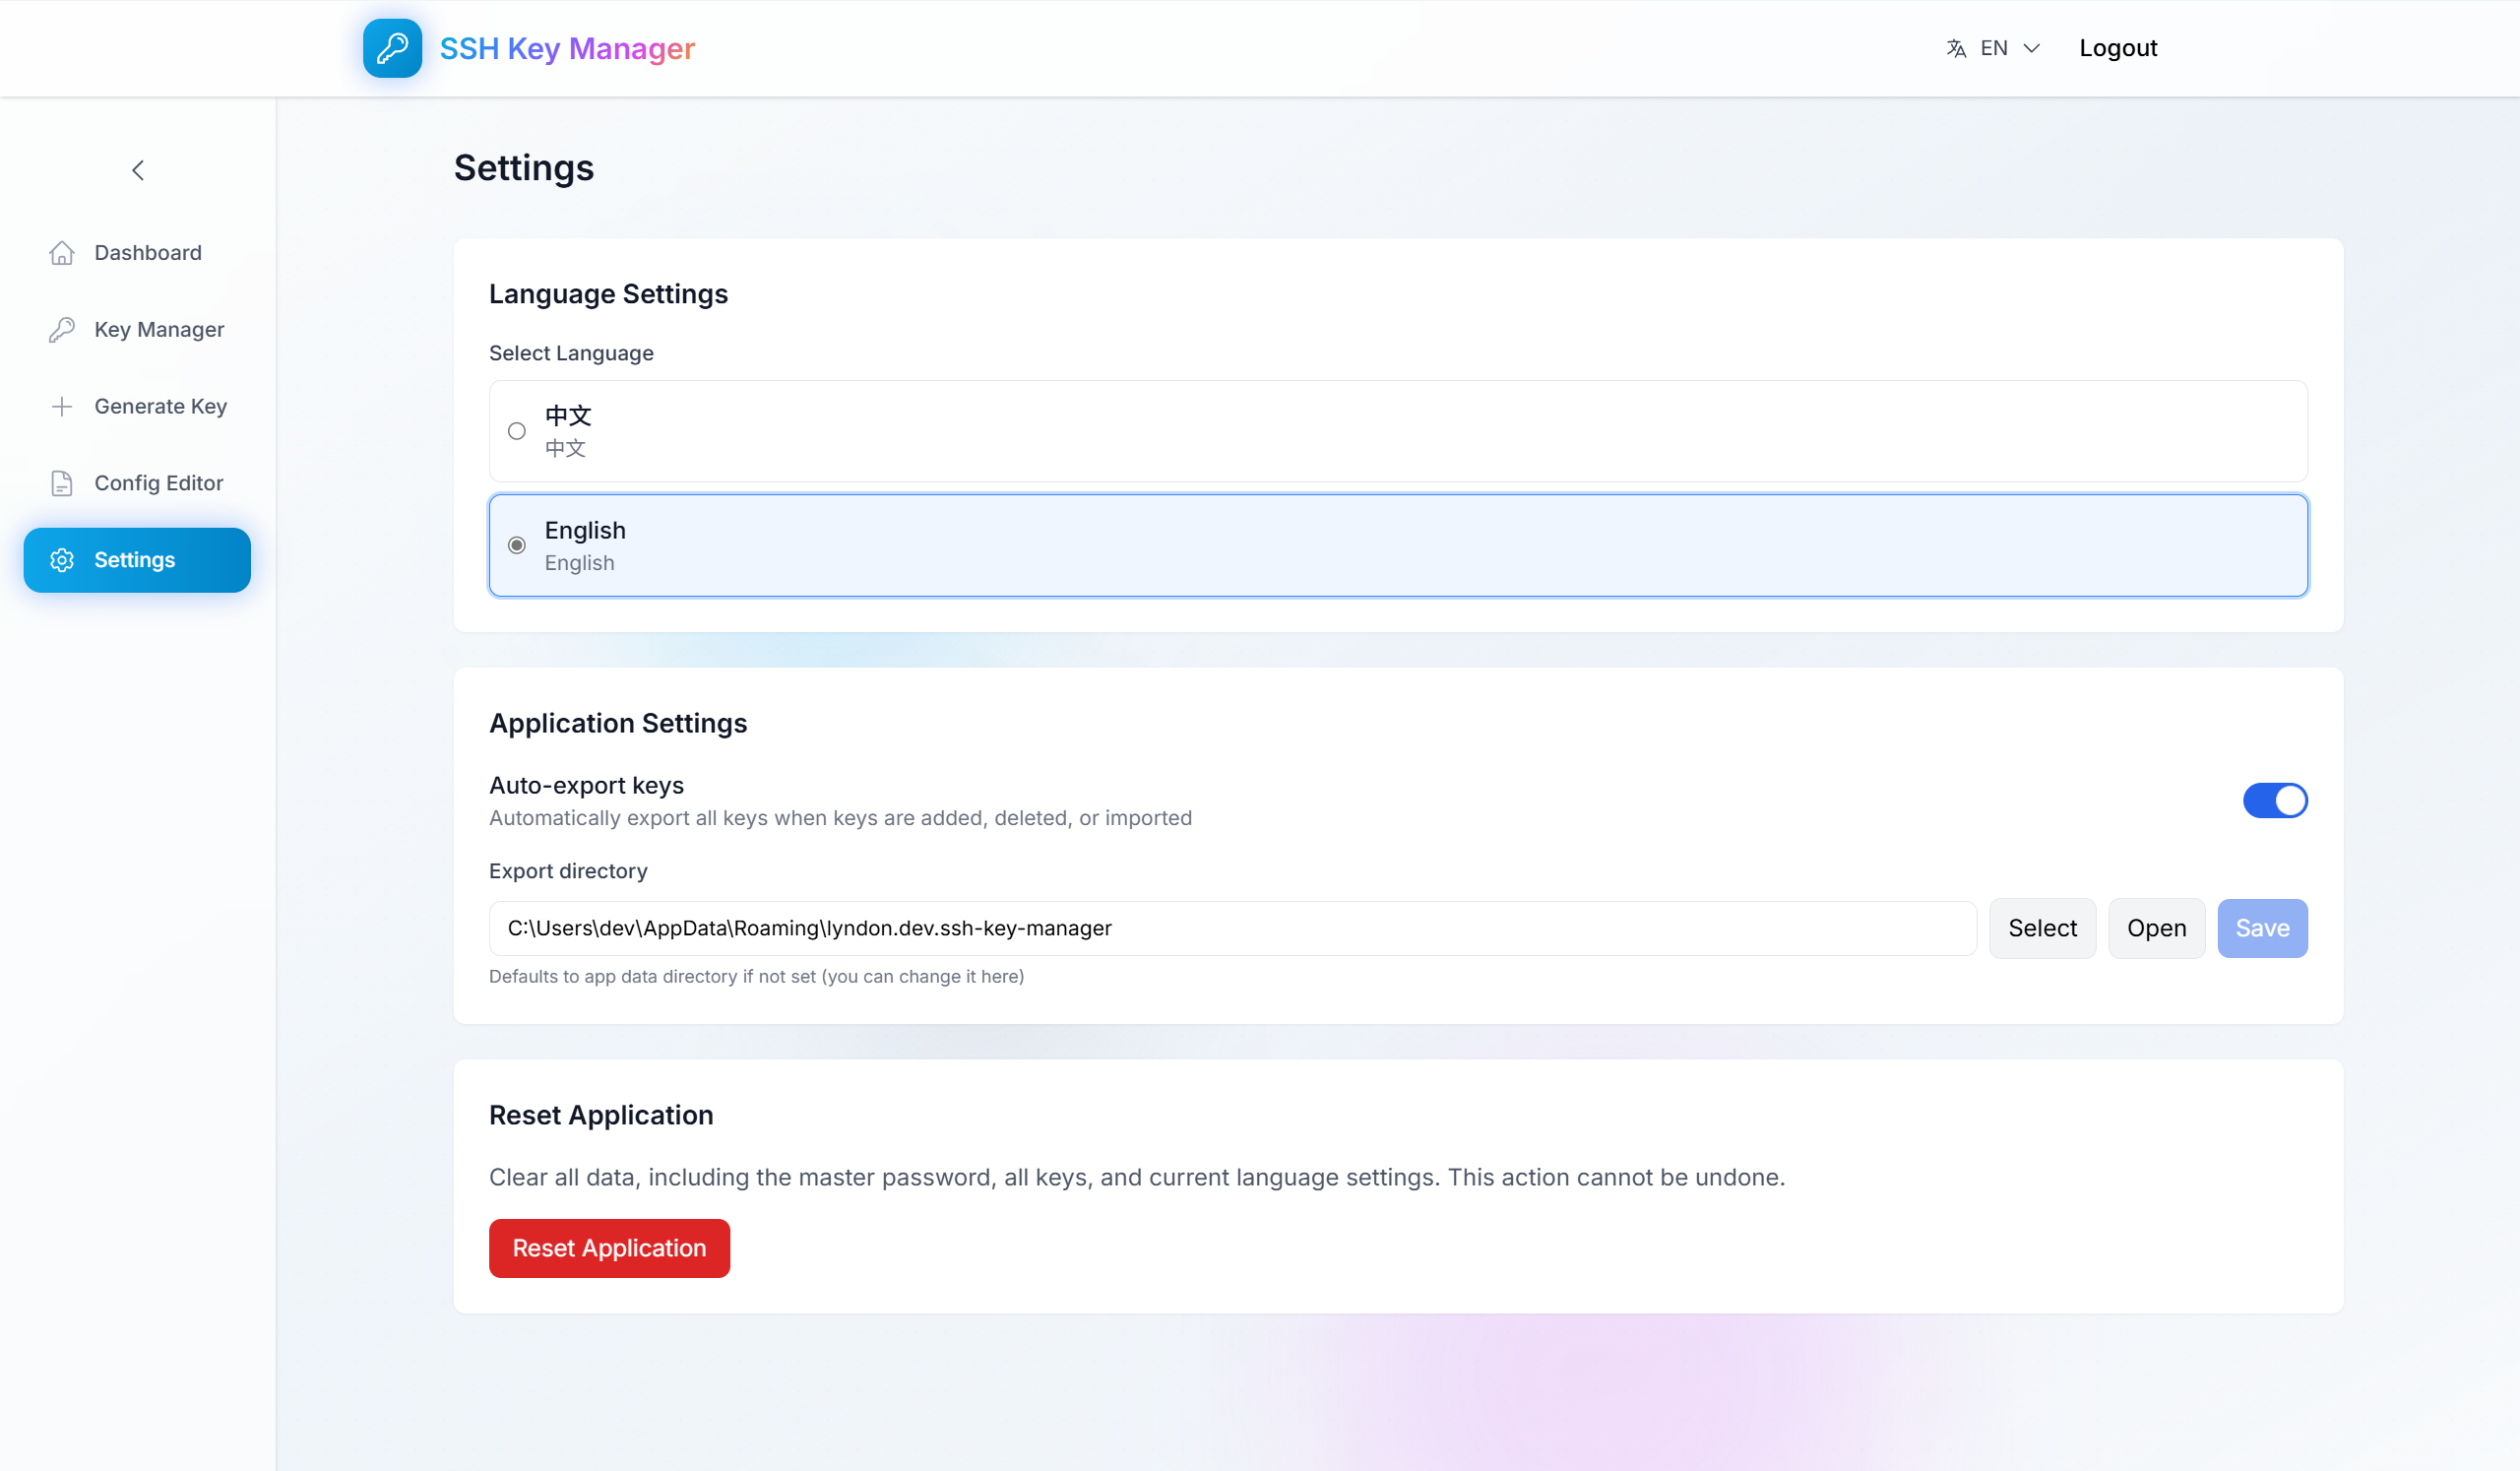 SSH Key Manager
EN
Logout
Dashboard
Key Manager
Generate Key
Config Editor
Settings
Settings
Language Settings
Select Language
中文
中文
English
English
Application Settings
Auto-export keys
Automatically export all keys when keys are added, deleted, or imported
Export directory
C:\Users\dev\AppData\Roaming\lyndon.dev.ssh-key-manager
Select
Open
Save
Defaults to app data directory if not set (you can change it here)
Reset Application
Clear all data, including the master password, all keys, and current language settings. This action cannot be undone.
Reset Application